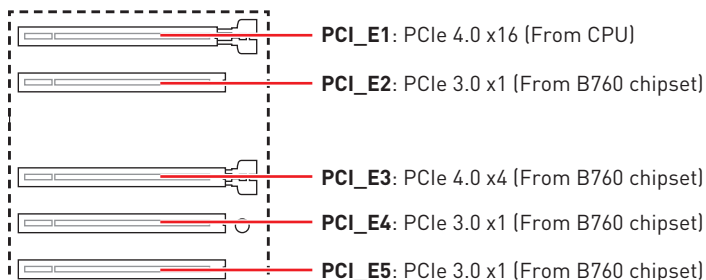 PCI_E1: PCIe 4.0 x16 (From CPU)
PCI_E2: PCIe 3.0 x1 (From B760 chipset)
PCI_E3: PCIe 4.0 x4 (From B760 chipset)
PCI_E4: PCIe 3.0 x1 (From B760 chipset)
PCI_E5: PCIe 3.0 x1 (From B760 chipset)